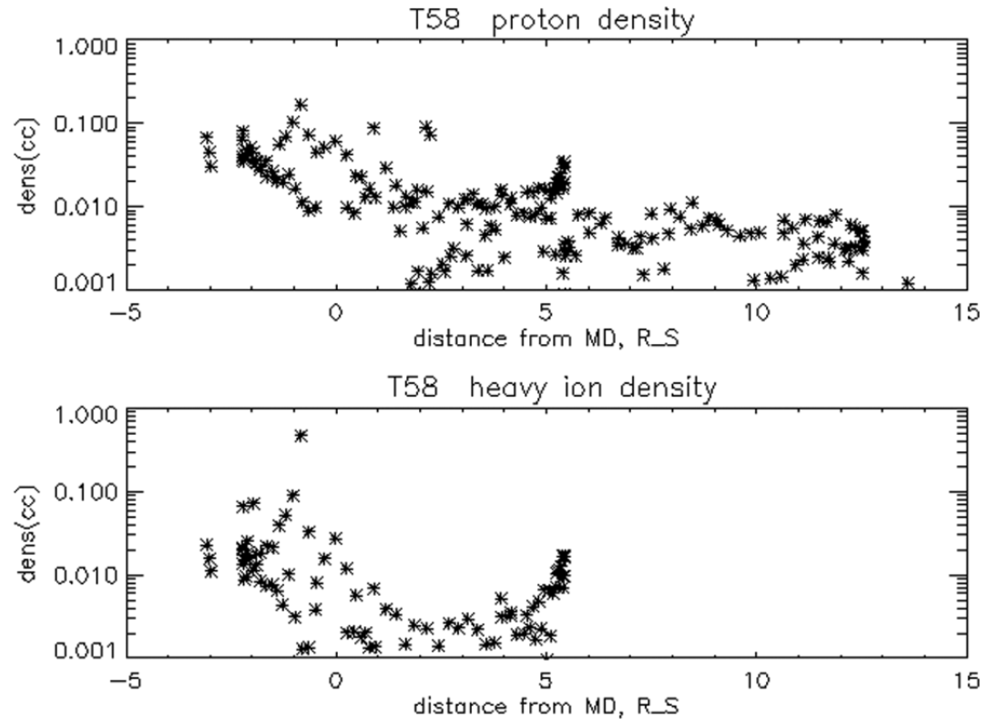 T58 proton density
1.000
0.100
0.010
0.001
dens(cc)
−5 0 5 10 15
distance from MD, R_S
T58 heavy ion density
1.000
0.100
0.010
0.001
dens(cc)
−5 0 5 10 15
distance from MD, R_S